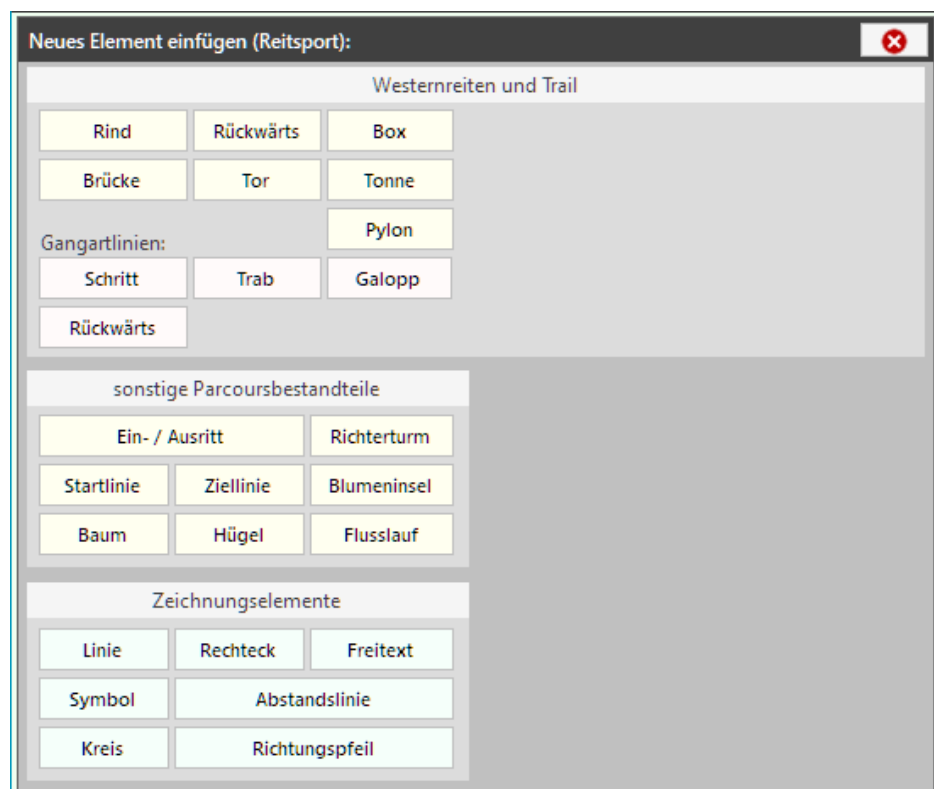 Neues Element einfügen (Reitsport):
Westernreiten und Trail
Rind Rückwärts Box
Brücke Tor Tonne
Pylon
Gangartlinien:
Schritt Trab Galopp
Rückwärts
sonstige Parcoursbestandteile
Ein- / Ausritt Richterturm
Startlinie Ziellinie Blumeninsel
Baum Hügel Flusslauf
Zeichnungselemente
Linie Rechteck Freitext
Symbol Abstandslinie
Kreis Richtungspfeil